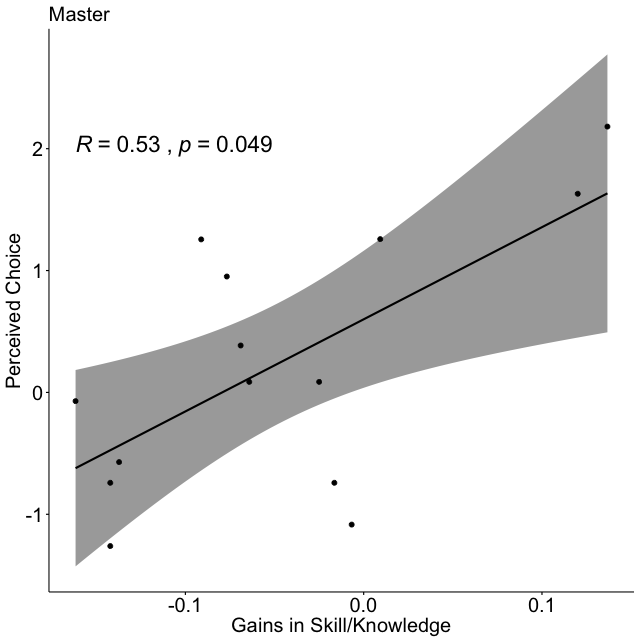 Master
R = 0.53 , p = 0.049
Perceived Choice
2
1
0
-1
-0.1 0.0 0.1
Gains in Skill/Knowledge